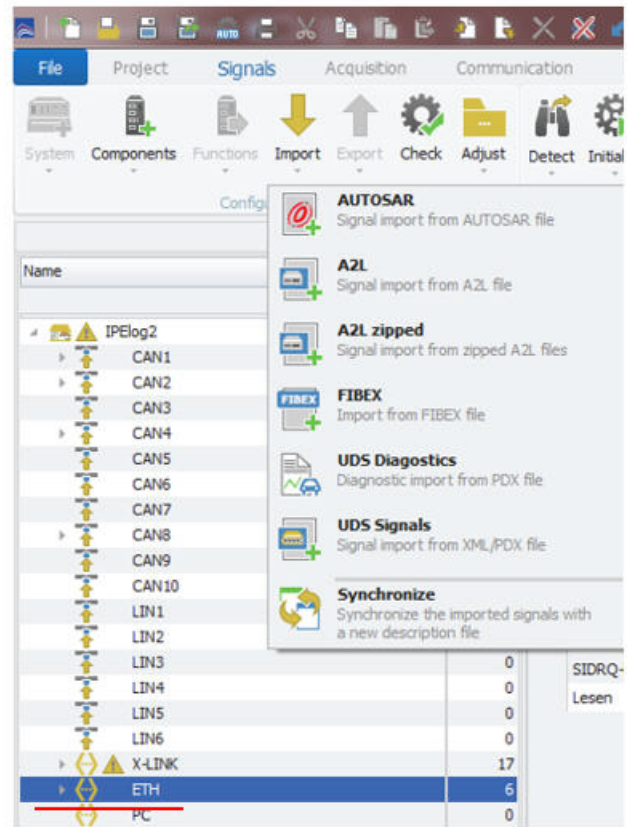 AUTO
File Project Signals Acquisition Communication
System Components Functions Import Export Check Adjust Detect Initial
Configu
AUTOSAR
Signal import from AUTOSAR file
A2L
Signal import from A2L file
A2L zipped
Signal import from zipped A2L files
FIBEX
FIBEX
Import from FIBEX file
UDS Diagostics
Diagnostic import from PDX file
UDS Signals
Signal import from XML/PDX file
Synchronize
Synchronize the imported signals with
a new description file
Name
IPElog2
CAN1
CAN2
CAN3
CAN4
CAN5
CAN6
CAN7
CAN8
CAN9
CAN10
LIN1
LIN2
LIN3 0 SIDRQ-
LIN4 0 Lesen
LIN5 0
LIN6 0
X-LINK 17
ETH 6
PC 0